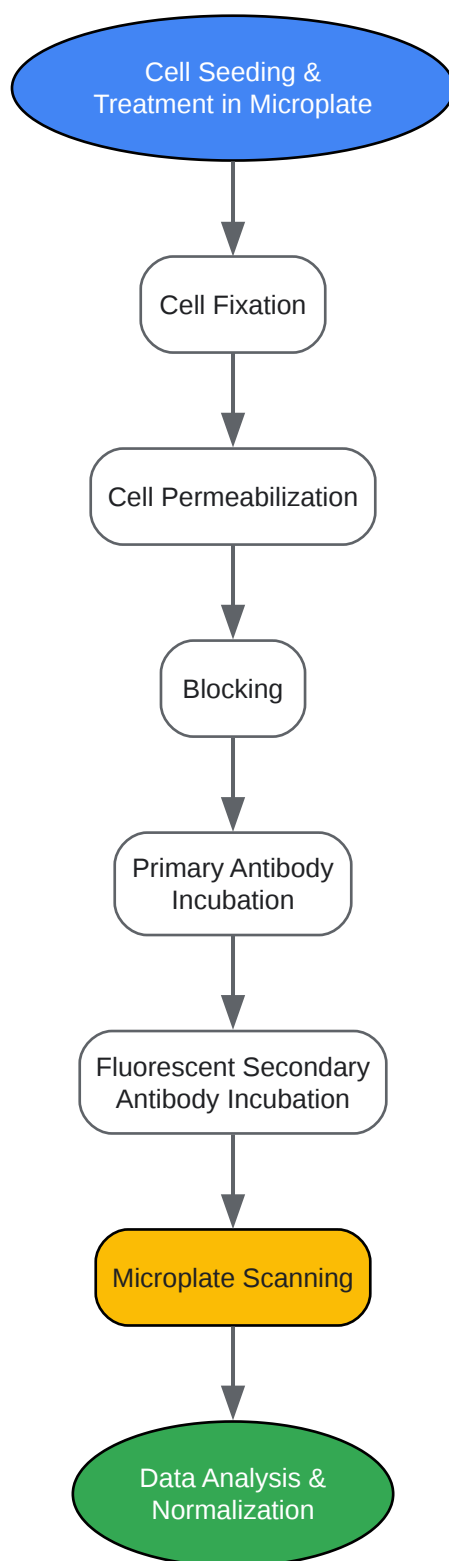 Cell Seeding &
Treatment in Microplate
Cell Fixation
Cell Permeabilization
Blocking
Primary Antibody
Incubation
Fluorescent Secondary
Antibody Incubation
Microplate Scanning
Data Analysis &
Normalization